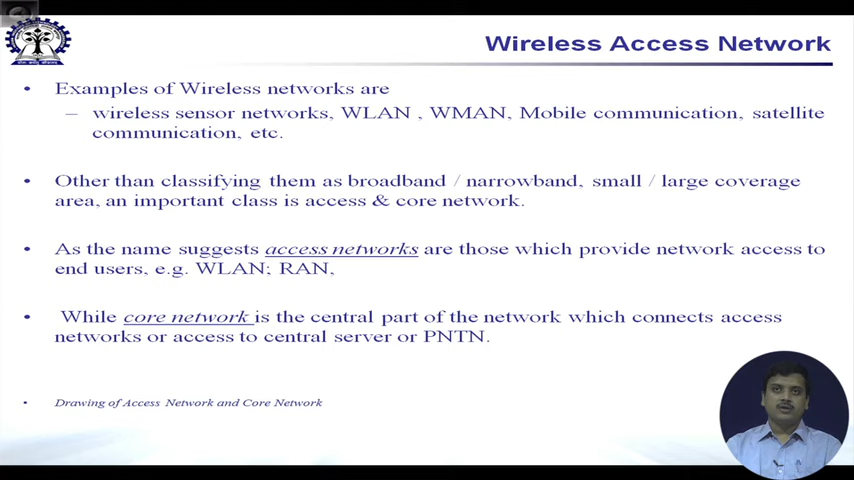 Wireless Access Network
• Examples of Wireless networks are
– wireless sensor networks, WLAN , WMAN, Mobile communication, satellite
communication, etc.
• Other than classifying them as broadband / narrowband, small / large coverage
area, an important class is access & core network.
• As the name suggests access networks are those which provide network access to
end users, e.g. WLAN; RAN,
• While core network is the central part of the network which connects access
networks or access to central server or PNTN.
• Drawing of Access Network and Core Network